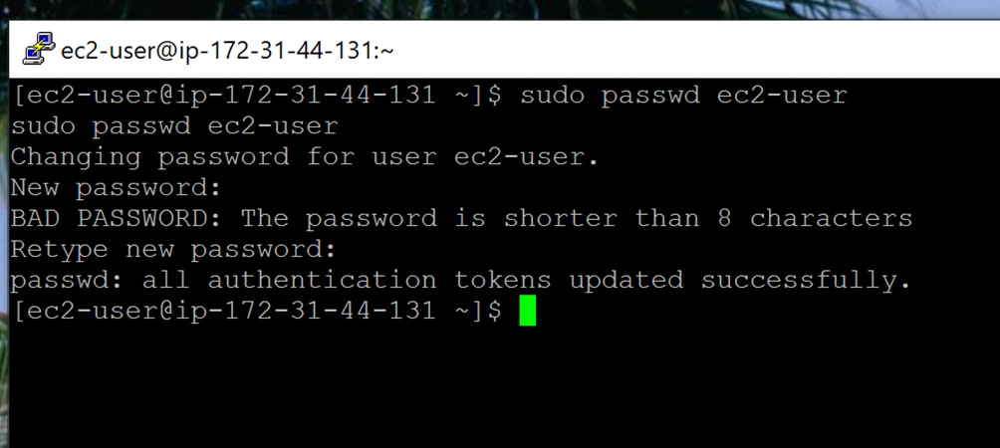 ec2-user@ip-172-31-44-131:~
[ec2-user@ip-172-31-44-131 ~]$ sudo passwd ec2-user
sudo passwd ec2-user
Changing password for user ec2-user.
New password:
BAD PASSWORD: The password is shorter than 8 characters
Retype new password:
passwd: all authentication tokens updated successfully.
[ec2-user@ip-172-31-44-131 ~]$